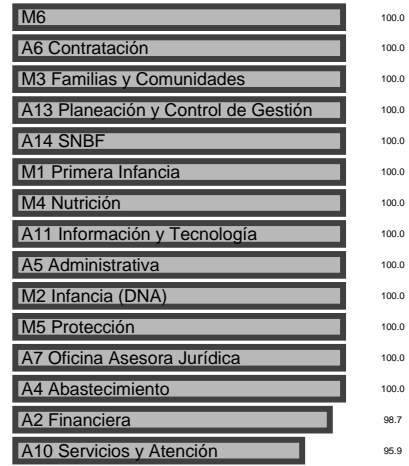 M6 100.0
A6 Contratación 100.0
M3 Familias y Comunidades 100.0
A13 Planeación y Control de Gestión 100.0
A14 SNBF 100.0
M1 Primera Infancia 100.0
M4 Nutrición 100.0
A11 Información y Tecnología 100.0
A5 Administrativa 100.0
M2 Infancia (DNA) 100.0
M5 Protección 100.0
A7 Oficina Asesora Jurídica 100.0
A4 Abastecimiento 100.0
A2 Financiera 98.7
A10 Servicios y Atención 95.9